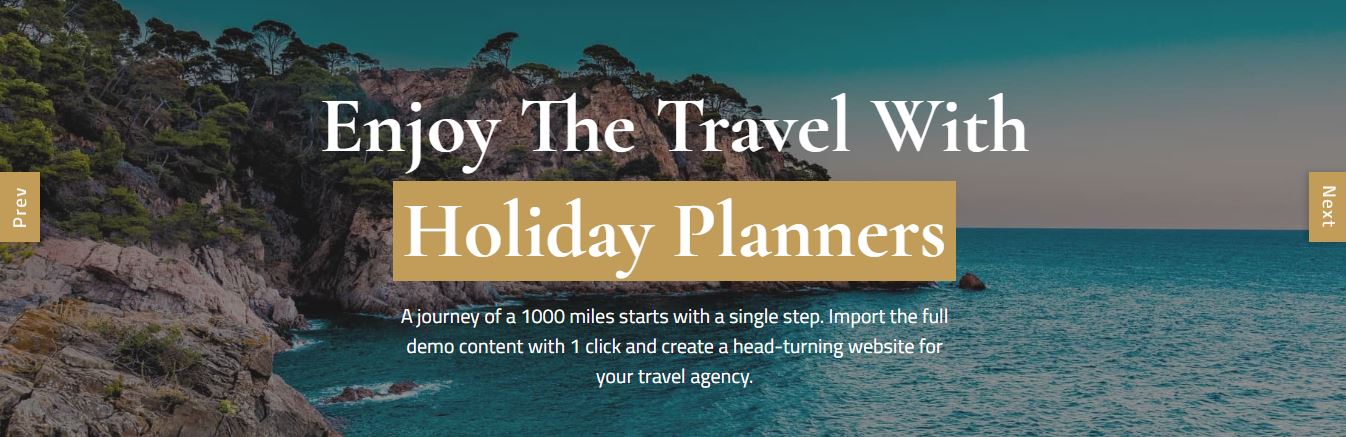 Enjoy The Travel With
Prev
Holiday Planners
Next
A journey of a 1000 miles starts with a single step. Import the full
demo content with 1 click and create a head-turning website for
your travel agency.